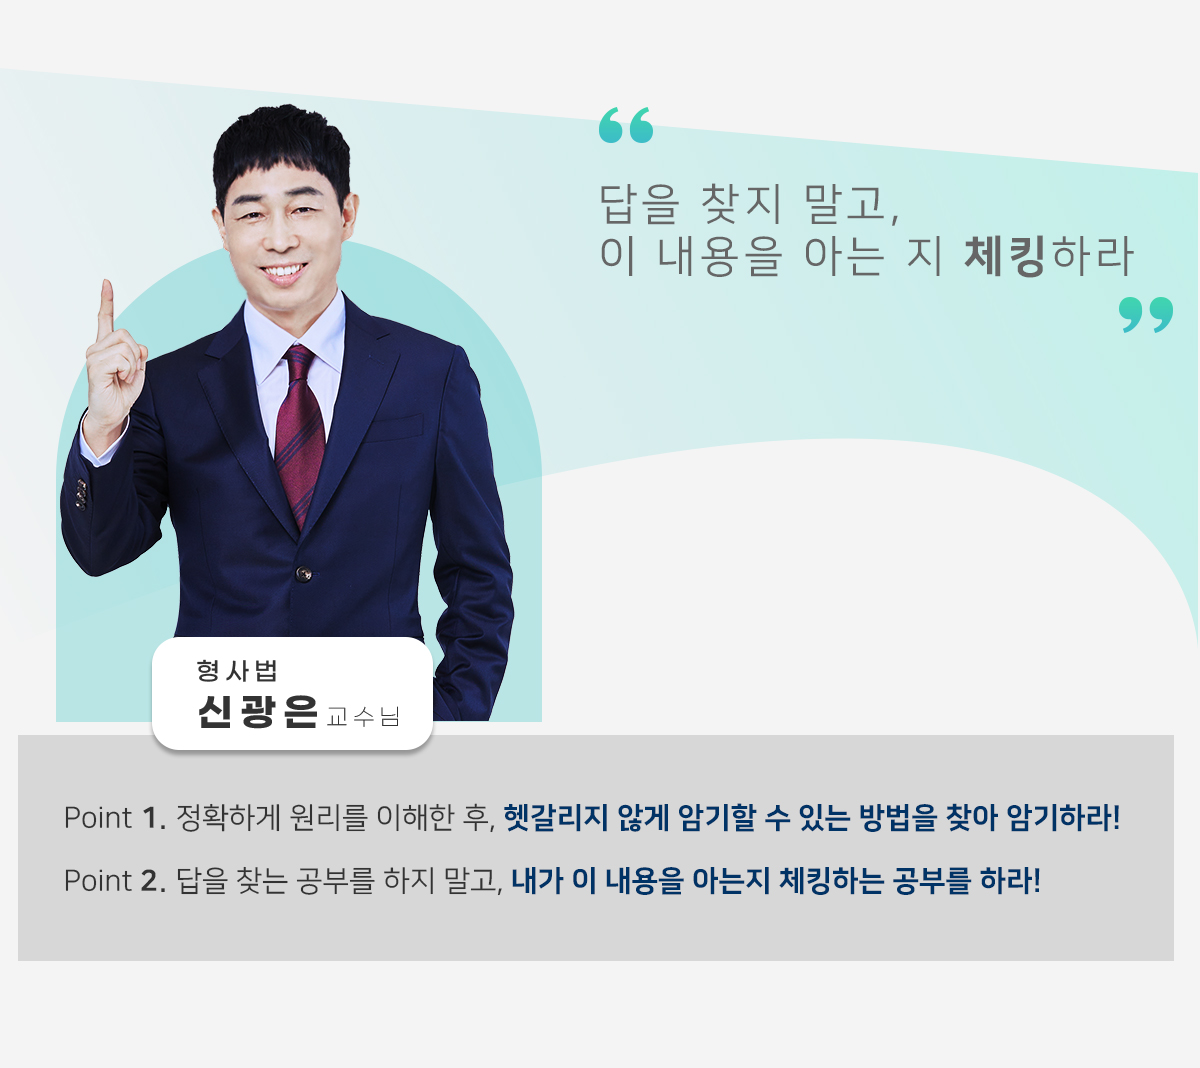 “
답을 찾지 말고,
이 내용을 아는 지 체킹하라
”
형사법
신광은 교수님
Point 1. 정확하게 원리를 이해한 후, 헷갈리지 않게 암기할 수 있는 방법을 찾아 암기하라!
Point 2. 답을 찾는 공부를 하지 말고, 내가 이 내용을 아는지 체킹하는 공부를 하라!